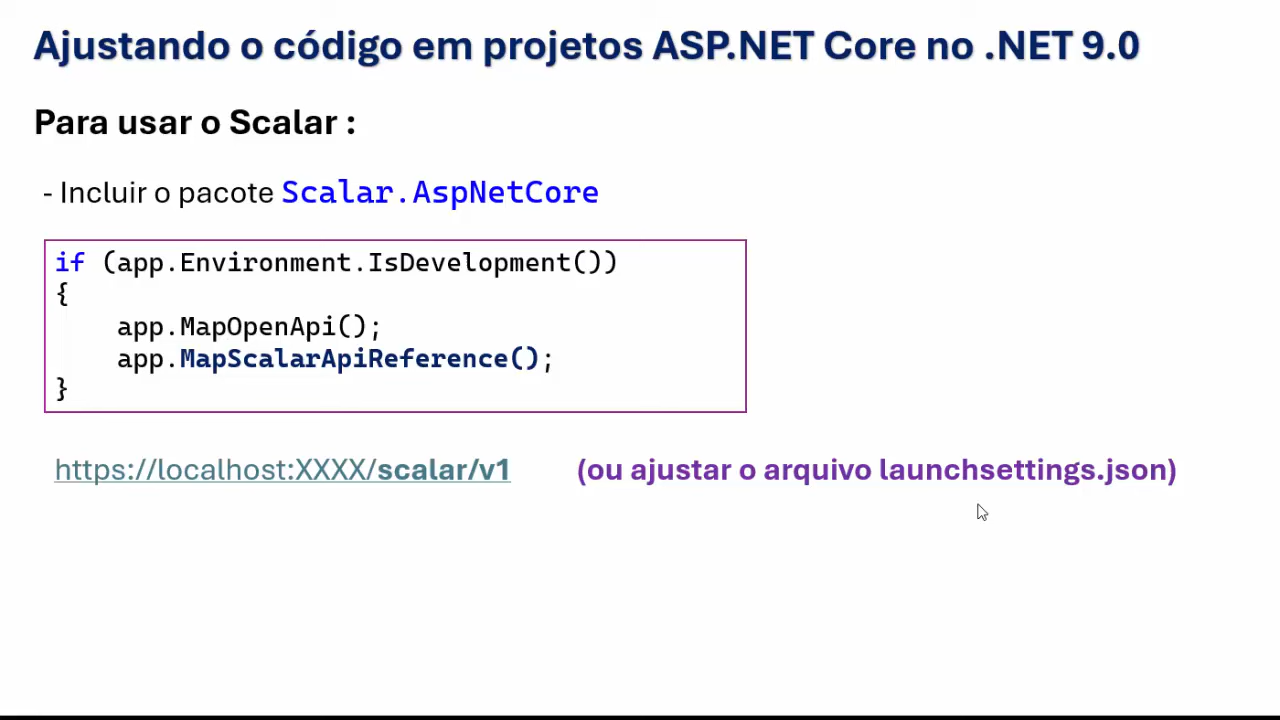 Ajustando o código em projetos ASP.NET Core no .NET 9.0
Para usar o Scalar :
- Incluir o pacote Scalar.AspNetCore
if (app.Environment.IsDevelopment())
{
    app.MapOpenApi();
    app.MapScalarApiReference();
}
https://localhost:XXXX/scalar/v1 (ou ajustar o arquivo launchsettings.json)